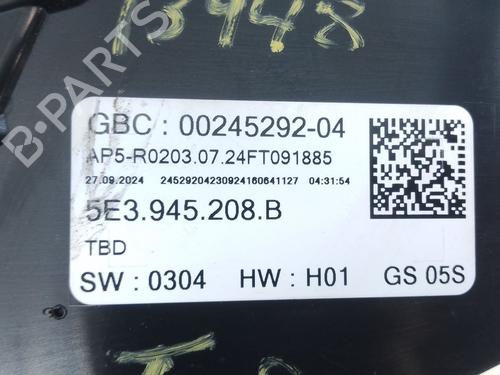 B-PARTS
GBC : 00245292-04
AP5-R0203.07.24FT091885
27.09.2024 24529204230924160641127 04:31:54
5E3.945.208.B
TBD
SW : 0304 HW : H01 GS 05S